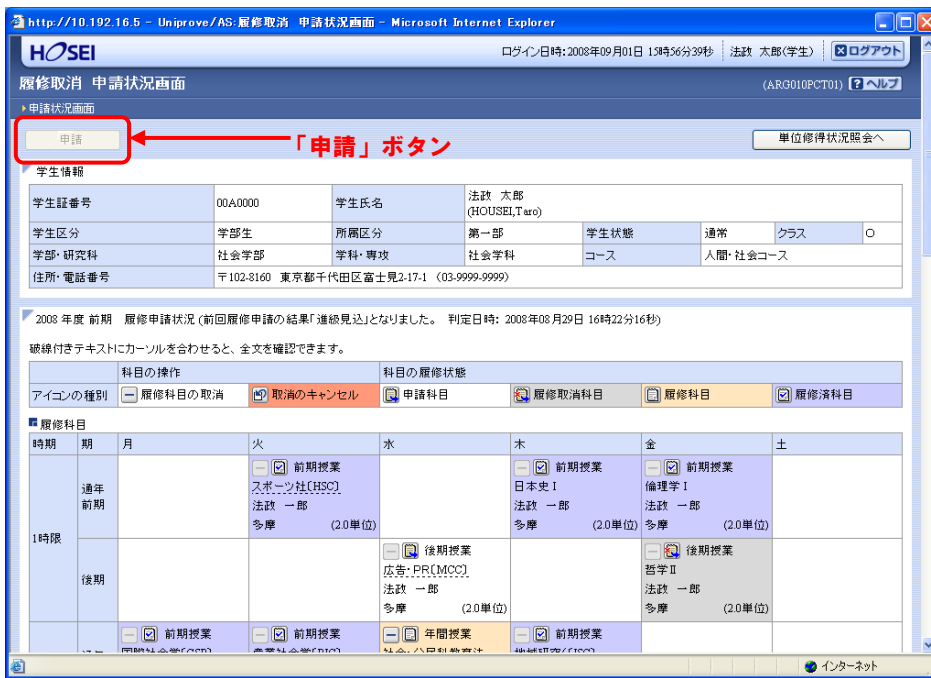 http://10.192.16.5 - Uniprove/AS:履修取消 申請状況画面 - Microsoft Internet Explorer
HOSEI ログイン日時:2008年09月01日 15時56分39秒 法政 太郎(学生) ログアウト
履修取消 申請状況画面 (ARG010PCT01) ヘルプ
申請状況画面
申請 「申請」ボタン 単位修得状況照会へ
学生情報
学生証番号 00A0000 学生氏名 法政 太郎
(HOUSEI,Taro)
学生区分 学部生 所属区分 第一部 学生状態 通常 クラス O
学部・研究科 社会学部 学科・専攻 社会学科 コース 人間・社会コース
住所・電話番号 〒102-8160 東京都千代田区富士見2-17-1 (03-9999-9999)
2008 年度 前期 履修申請状況 (前回履修申請の結果「進級見込」となりました。 判定日時: 2008年08月29日 16時22分16秒)
破線付きテキストにカーソルを合わせると、全文を確認できます。
科目の操作 科目の履修状態
アイコンの種別 履修科目の取消 取消のキャンセル 申請科目 履修取消科目 履修科目 履修済科目
履修科目
時期 期 月 火 水 木 金 土
1時限 通年 前期
前期授業 前期授業 前期授業
スポーツ社[HSC] 日本史Ⅰ 倫理学Ⅰ
法政 一郎 法政 一郎 法政 一郎
多摩 (2.0単位) 多摩 (2.0単位) 多摩 (2.0単位)
後期
後期授業 後期授業
広告・PR[MCC] 哲学Ⅱ
法政 一郎 法政 一郎
多摩 (2.0単位) 多摩 (2.0単位)
前期授業 前期授業 年間授業 前期授業
インターネット